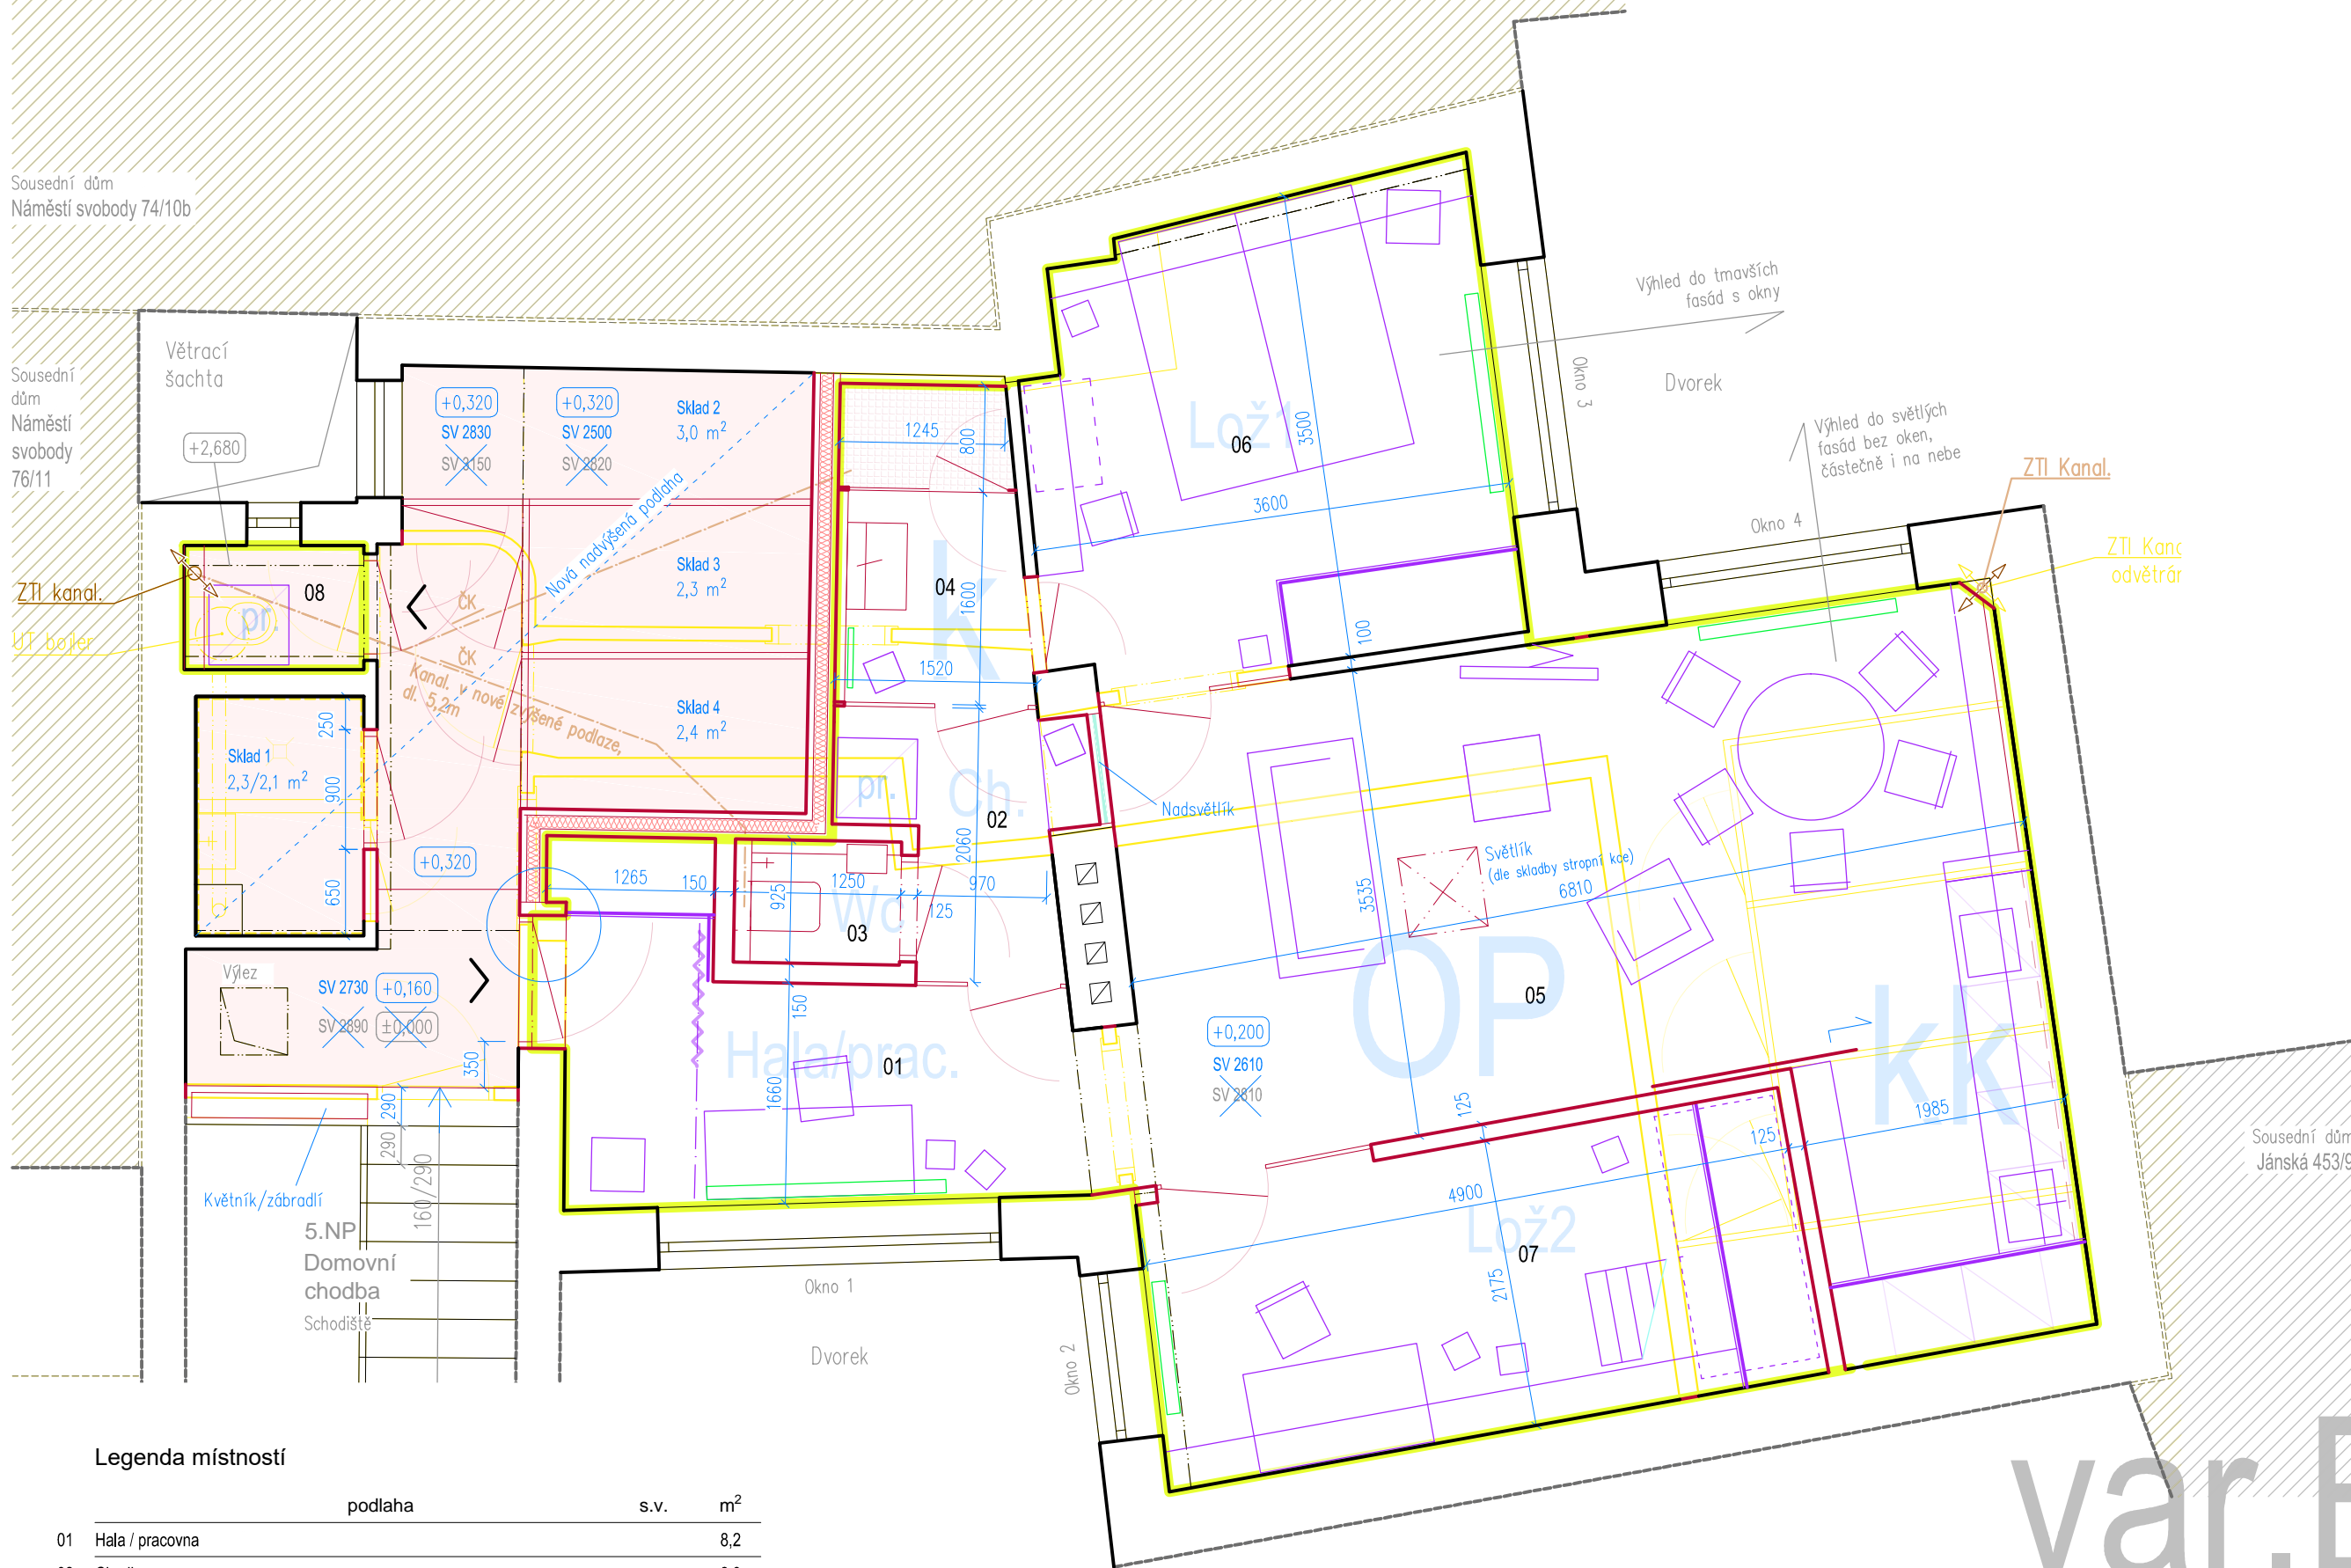 Sousední dům
Náměstí svobody 74/10b
Sousední
dům
Náměstí
svobody
76/11
Větrací
šachta
+2,680
ZTI kanal.
ÚT bojler
08
pr.
+0,320
SV 2830
SV 3150
+0,320
SV 2500
SV 2820
Sklad 2
3,0 m²
Nová nadvýšená podlaha
Sklad 3
2,3 m²
ČK
ČK
Kanal. v nové zvýšené podlaze,
dl. 5,2m
Sklad 4
2,4 m²
Sklad 1
2,3/2,1 m²
250
900
650
+0,320
Výlez
SV 2730
+0,160
SV 2890
±0,000
350
290
290
160/290
Květník/zábradlí
5.NP
Domovní
chodba
Schodiště
1245
800
04
k
1600
1520
pr.
Ch.
02
2060
1265
150
1250
970
925
125
Wc
03
150
Hala/prac.
01
1660
Okno 1
Dvorek
Okno 2
Lož1
06
3500
3600
100
Okno 3
Výhled do tmavších
fasád s okny
Dvorek
Výhled do světlých
fasád bez oken,
částečně i na nebe
Okno 4
ZTI Kanal.
ZTI Kanc
odvětrár
Nadsvětlík
Světlík
(dle skladby stropní kce)
6810
3535
OP
05
+0,200
SV 2610
SV 2810
kk
125
125
1985
4900
Lož2
07
2175
Sousední dům
Jánská 453/9
Legenda místností
podlaha s.v. m²
01 Hala / pracovna 8,2
var.